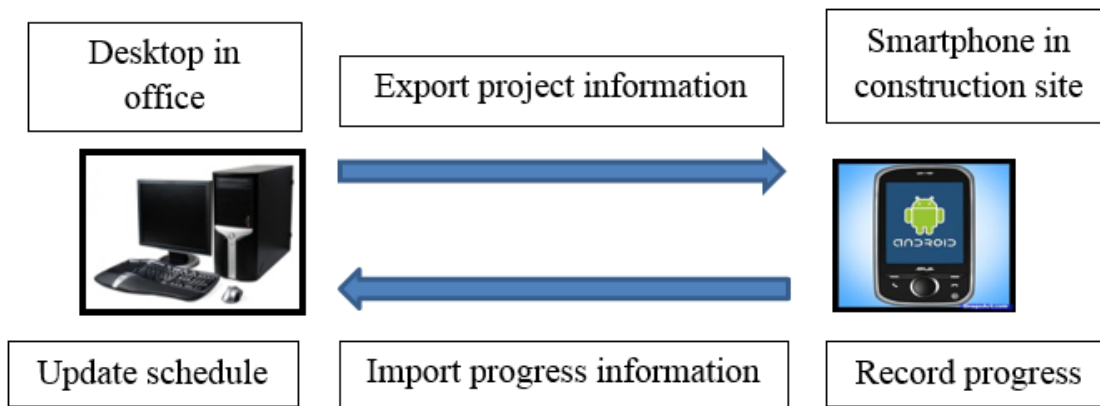 Desktop in
office
Export project information
Smartphone in
construction site
ANDROID
Update schedule
Import progress information
Record progress